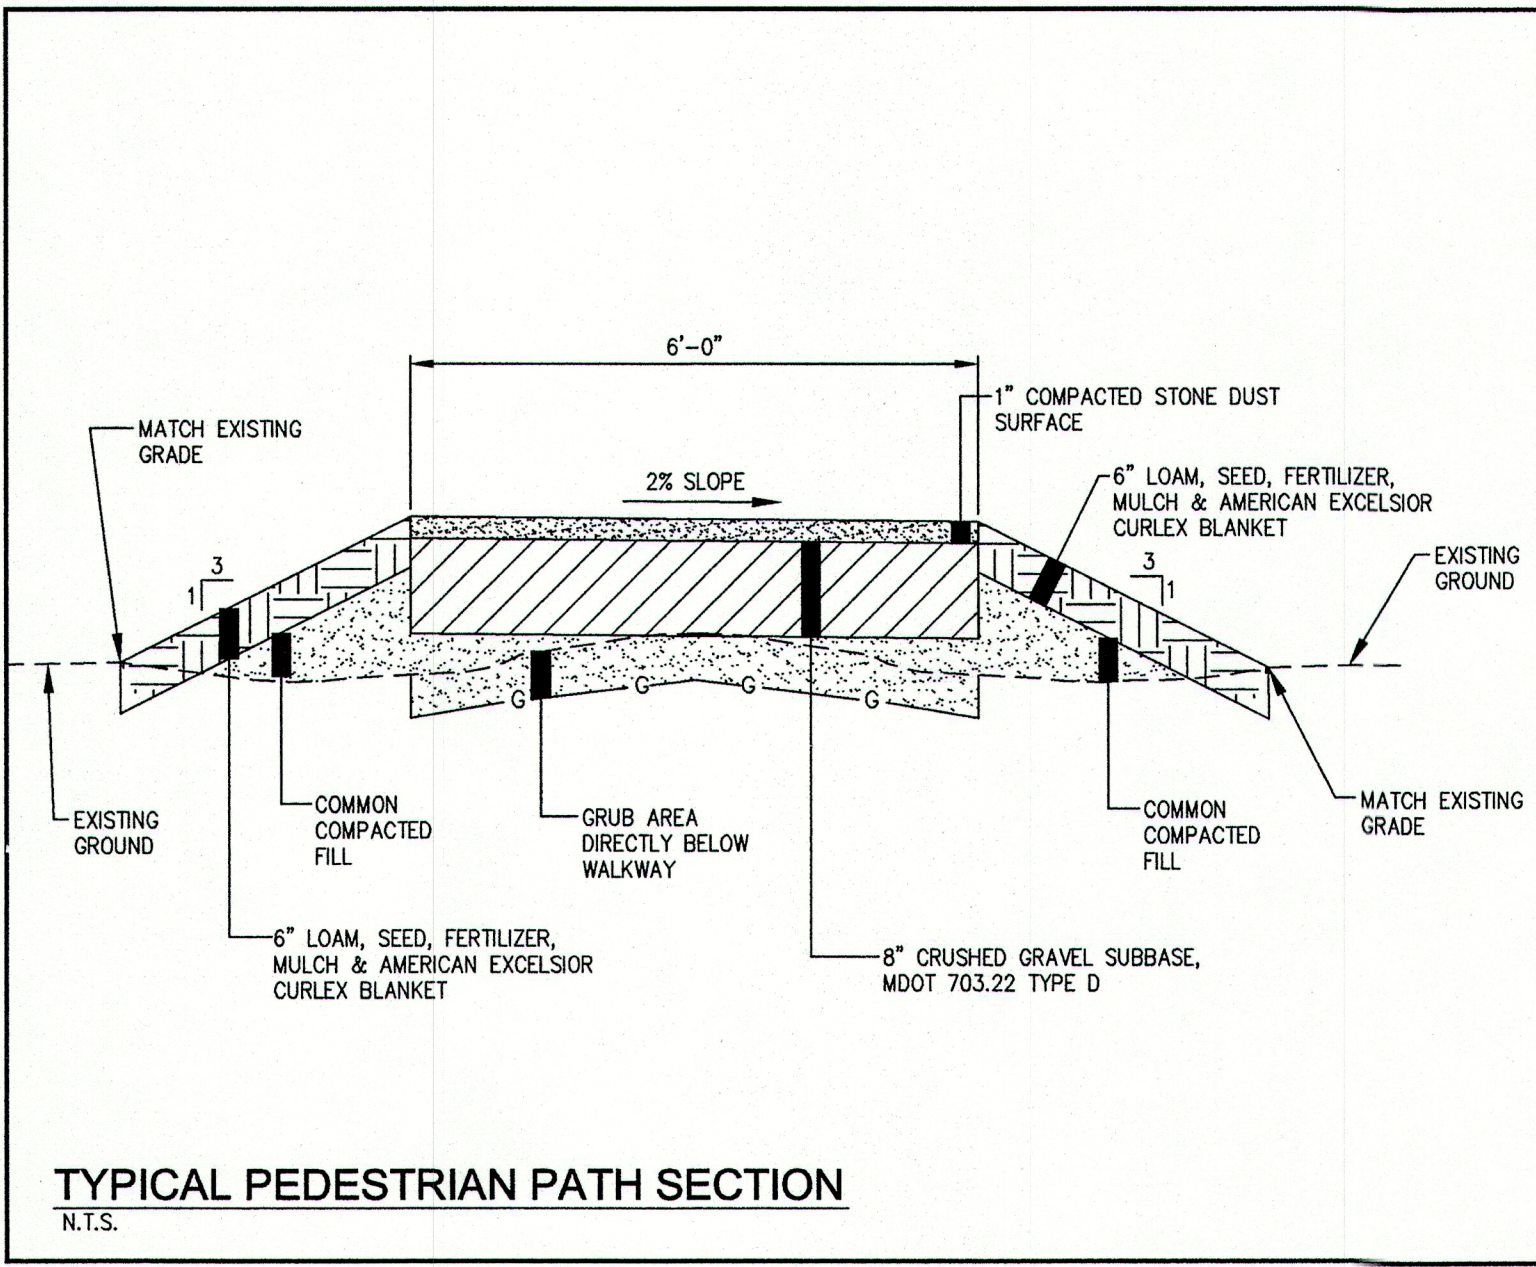 6'-0"
1" COMPACTED STONE DUST
SURFACE
MATCH EXISTING
GRADE
2% SLOPE
6" LOAM, SEED, FERTILIZER,
MULCH & AMERICAN EXCELSIOR
CURLEX BLANKET
3
1
3
1
EXISTING
GROUND
G
G
G
G
EXISTING
GROUND
COMMON
COMPACTED
FILL
GRUB AREA
DIRECTLY BELOW
WALKWAY
COMMON
COMPACTED
FILL
MATCH EXISTING
GRADE
6" LOAM, SEED, FERTILIZER,
MULCH & AMERICAN EXCELSIOR
CURLEX BLANKET
8" CRUSHED GRAVEL SUBBASE,
MDOT 703.22 TYPE D
TYPICAL PEDESTRIAN PATH SECTION
N.T.S.